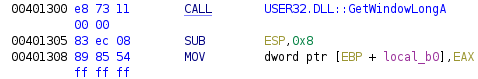 00401300 e8 73 11 CALL USER32.DLL::GetWindowLongA
00 00
00401305 83 ec 08 SUB ESP,0x8
00401308 89 85 54 MOV dword ptr [EBP + local_b0],EAX
ff ff ff